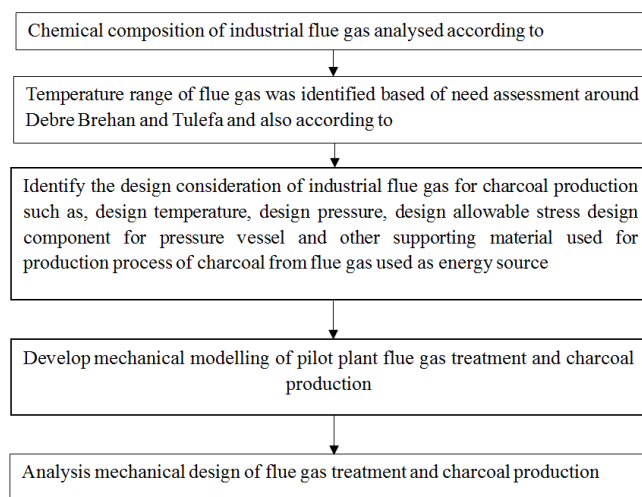 Chemical composition of industrial flue gas analysed according to
Temperature range of flue gas was identified based of need assessment around
Debre Brehan and Tulefa and also according to
Identify the design consideration of industrial flue gas for charcoal production
such as, design temperature, design pressure, design allowable stress design
component for pressure vessel and other supporting material used for
production process of charcoal from flue gas used as energy source
Develop mechanical modelling of pilot plant flue gas treatment and charcoal
production
Analysis mechanical design of flue gas treatment and charcoal production